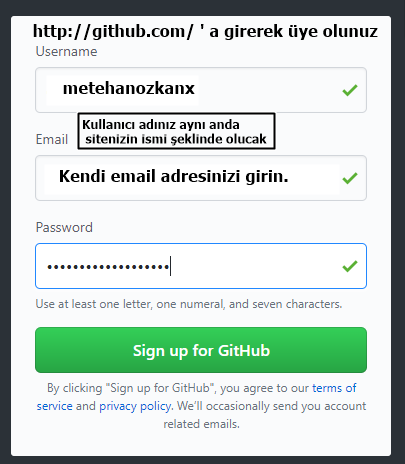 http://github.com/ ' a girerek üye olunuz
Username
metehanozkanx
Kullanıcı adınız aynı anda
sitenizin ismi şeklinde olucak
Email
Kendi email adresinizi girin.
Password
•••••••••••••••••••
Use at least one letter, one numeral, and seven characters.
Sign up for GitHub
By clicking "Sign up for GitHub", you agree to our terms of
service and privacy policy. We'll occasionally send you account
related emails.